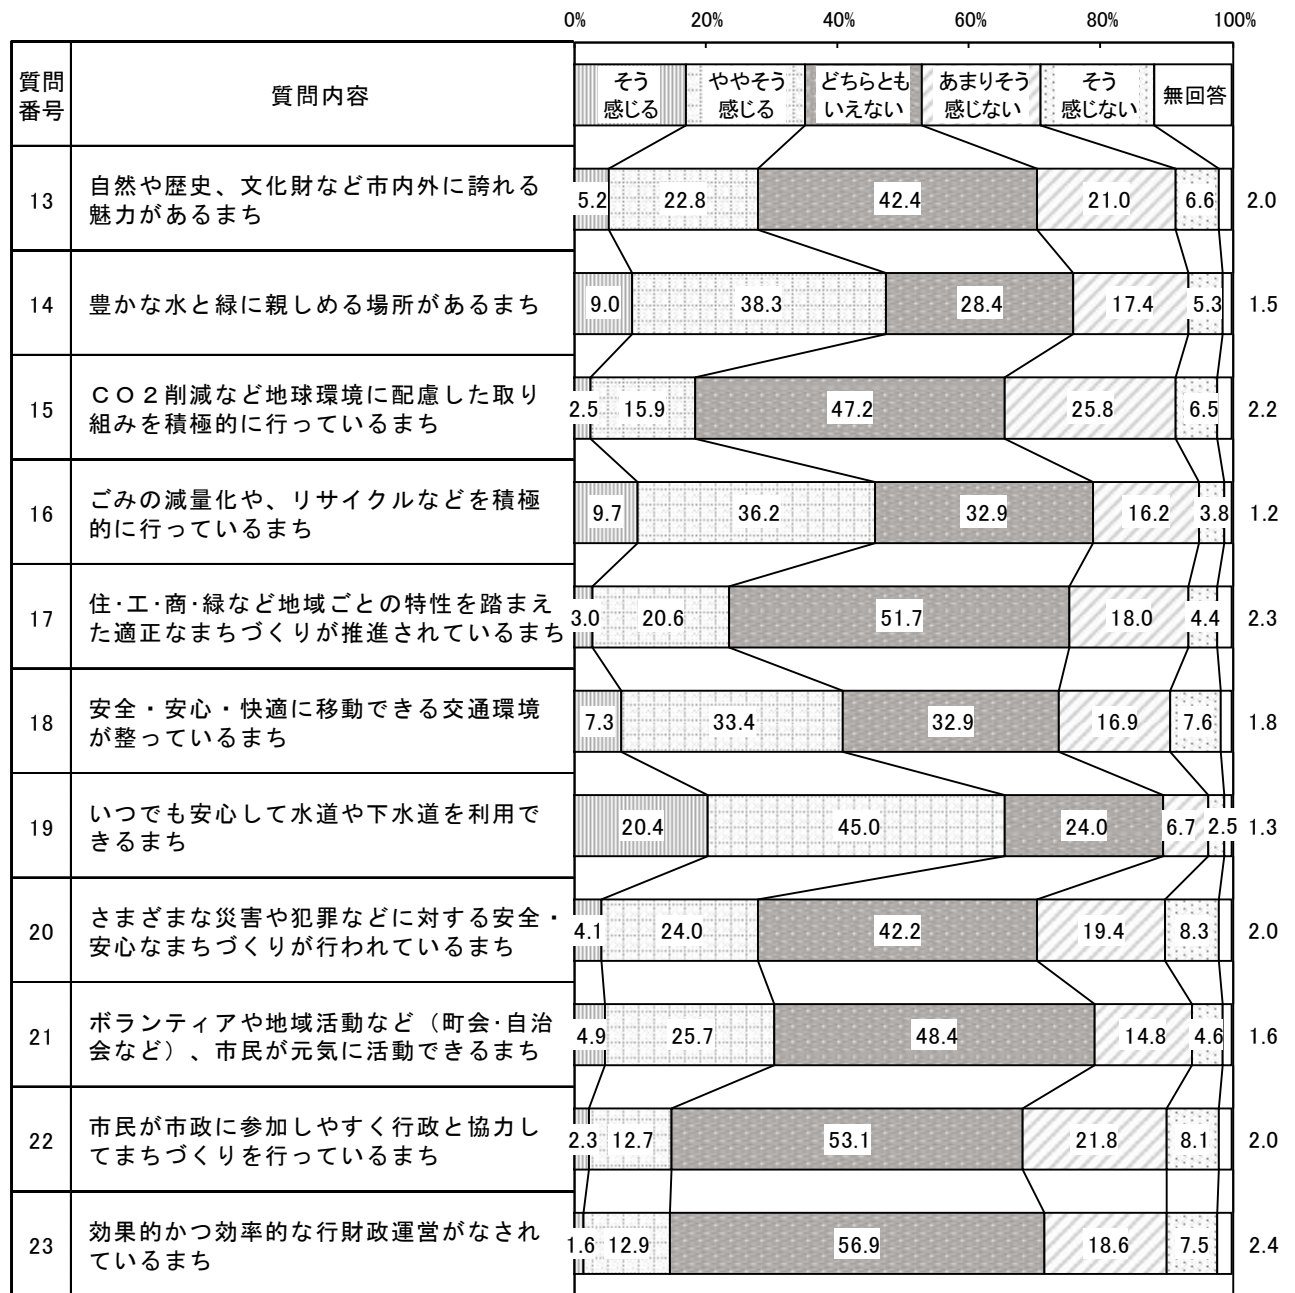 0% 20% 40% 60% 80% 100%
質問
番号
質問内容
そう
感じる
ややそう
感じる
どちらとも
いえない
あまりそう
感じない
そう
感じない
無回答
13
自然や歴史、文化財など市内外に誇れる
魅力があるまち
5.2 22.8 42.4 21.0 6.6 2.0
14
豊かな水と緑に親しめる場所があるまち
9.0 38.3 28.4 17.4 5.3 1.5
15
ＣＯ２削減など地球環境に配慮した取り
組みを積極的に行っているまち
2.5 15.9 47.2 25.8 6.5 2.2
16
ごみの減量化や、リサイクルなどを積極
的に行っているまち
9.7 36.2 32.9 16.2 3.8 1.2
17
住･工･商･緑など地域ごとの特性を踏まえ
た適正なまちづくりが推進されているまち
3.0 20.6 51.7 18.0 4.4 2.3
18
安全・安心・快適に移動できる交通環境
が整っているまち
7.3 33.4 32.9 16.9 7.6 1.8
19
いつでも安心して水道や下水道を利用で
きるまち
20.4 45.0 24.0 6.7 2.5 1.3
20
さまざまな災害や犯罪などに対する安全・
安心なまちづくりが行われているまち
4.1 24.0 42.2 19.4 8.3 2.0
21
ボランティアや地域活動など（町会･自治
会など）、市民が元気に活動できるまち
4.9 25.7 48.4 14.8 4.6 1.6
22
市民が市政に参加しやすく行政と協力し
てまちづくりを行っているまち
2.3 12.7 53.1 21.8 8.1 2.0
23
効果的かつ効率的な行財政運営がなされ
ているまち
1.6 12.9 56.9 18.6 7.5 2.4